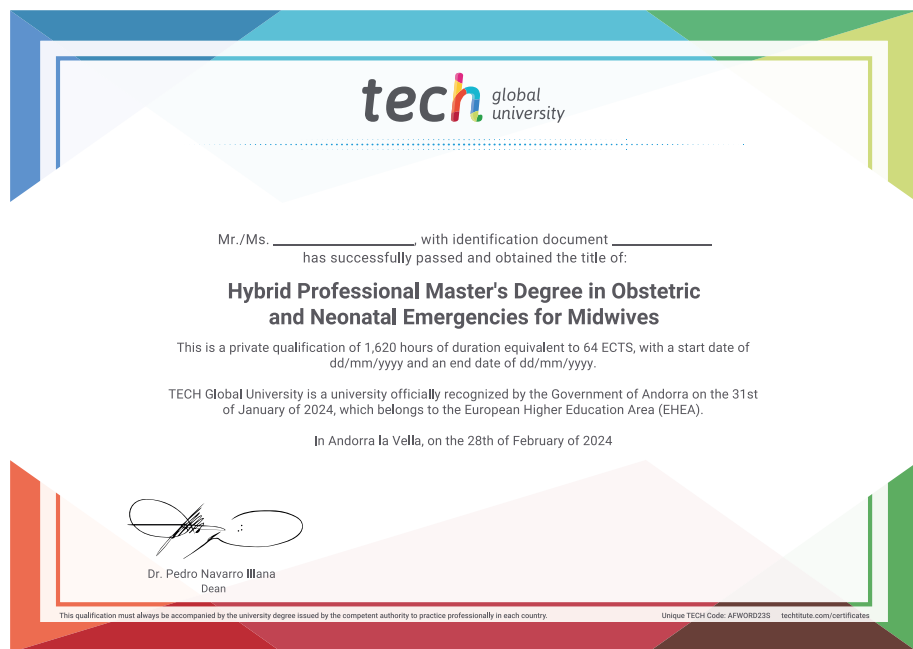 tech global
university
Mr./Ms. ____________, with identification document ____________
has successfully passed and obtained the title of:
Hybrid Professional Master's Degree in Obstetric
and Neonatal Emergencies for Midwives
This is a private qualification of 1,620 hours of duration equivalent to 64 ECTS, with a start date of
dd/mm/yyyy and an end date of dd/mm/yyyy.
TECH Global University is a university officially recognized by the Government of Andorra on the 31st
of January of 2024, which belongs to the European Higher Education Area (EHEA).
In Andorra la Vella, on the 28th of February of 2024
Dr. Pedro Navarro Illana
Dean
This qualification must always be accompanied by the university degree issued by the competent authority to practice professionally in each country.
Unique TECH Code: AFWORD23S techtitute.com/certificates